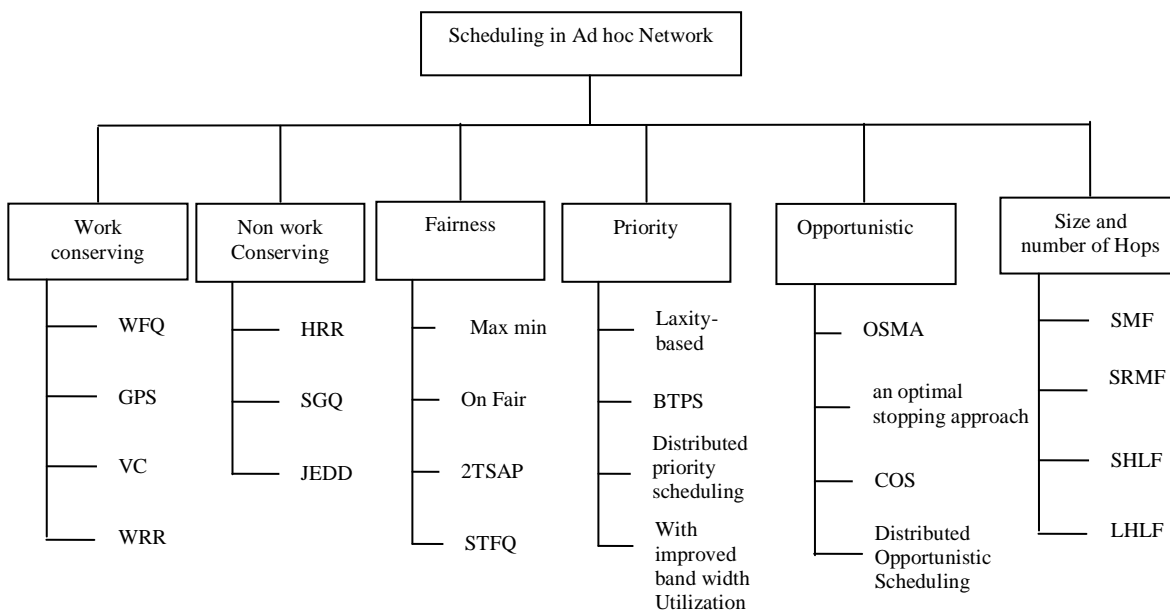 Scheduling in Ad hoc Network
Work
conserving
WFQ
GPS
VC
WRR
Non work
Conserving
HRR
SGQ
JEDD
Fairness
Max min
On Fair
2TSAP
STFQ
Priority
Laxity-
based
BTPS
Distributed
priority
scheduling
With
improved
band width
Utilization
Opportunistic
OSMA
an optimal
stopping approach
COS
Distributed
Opportunistic
Scheduling
Size and
number of Hops
SMF
SRMF
SHLF
LHLF